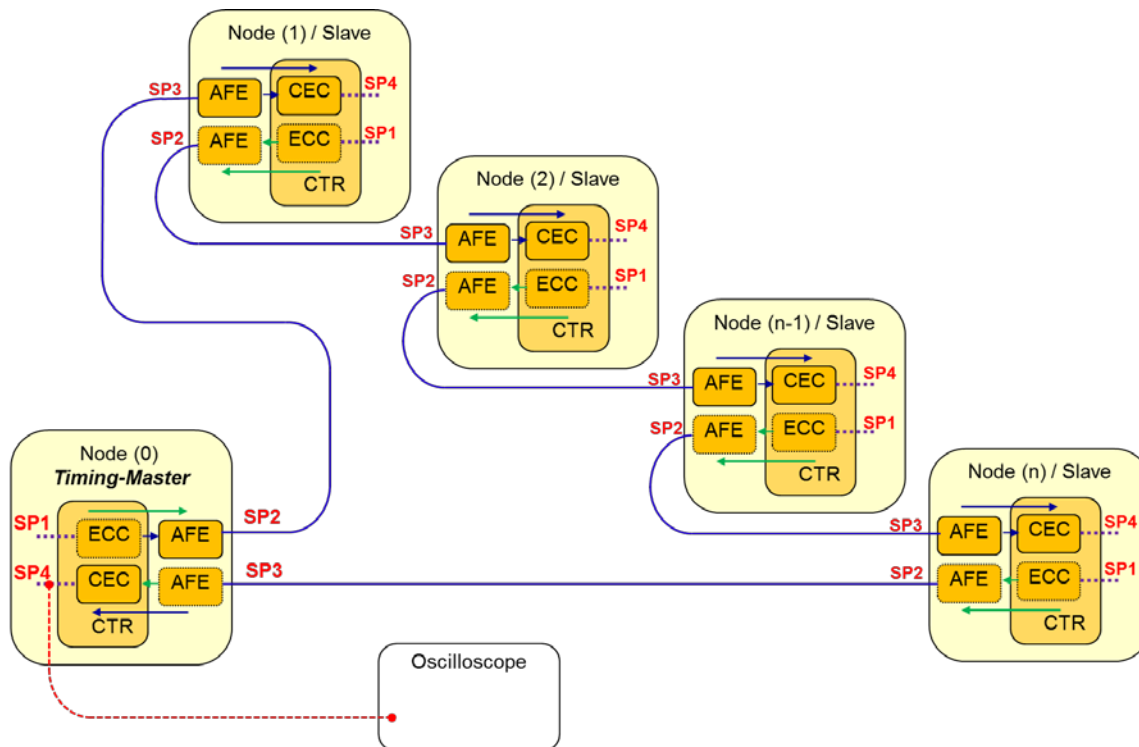 Node (1) / Slave
SP3
AFE
CEC
SP4
SP2
AFE
ECC
SP1
CTR
Node (2) / Slave
SP3
AFE
CEC
SP4
SP2
AFE
ECC
SP1
CTR
Node (n-1) / Slave
SP3
AFE
CEC
SP4
SP2
AFE
ECC
SP1
CTR
Node (0)
Timing-Master
SP1
ECC
AFE
SP2
SP4
CEC
AFE
SP3
CTR
Node (n) / Slave
SP3
AFE
CEC
SP4
SP2
AFE
ECC
SP1
CTR
Oscilloscope